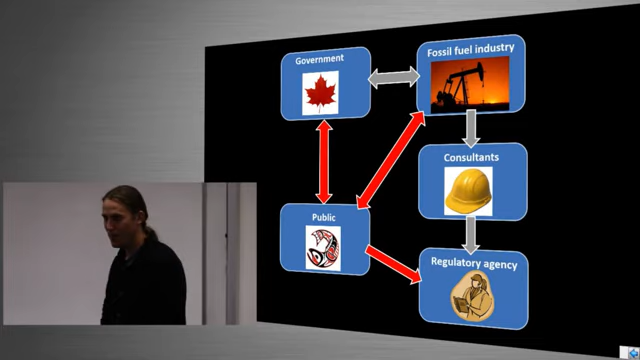 Government
Fossil fuel industry
Consultants
Public
Regulatory agency